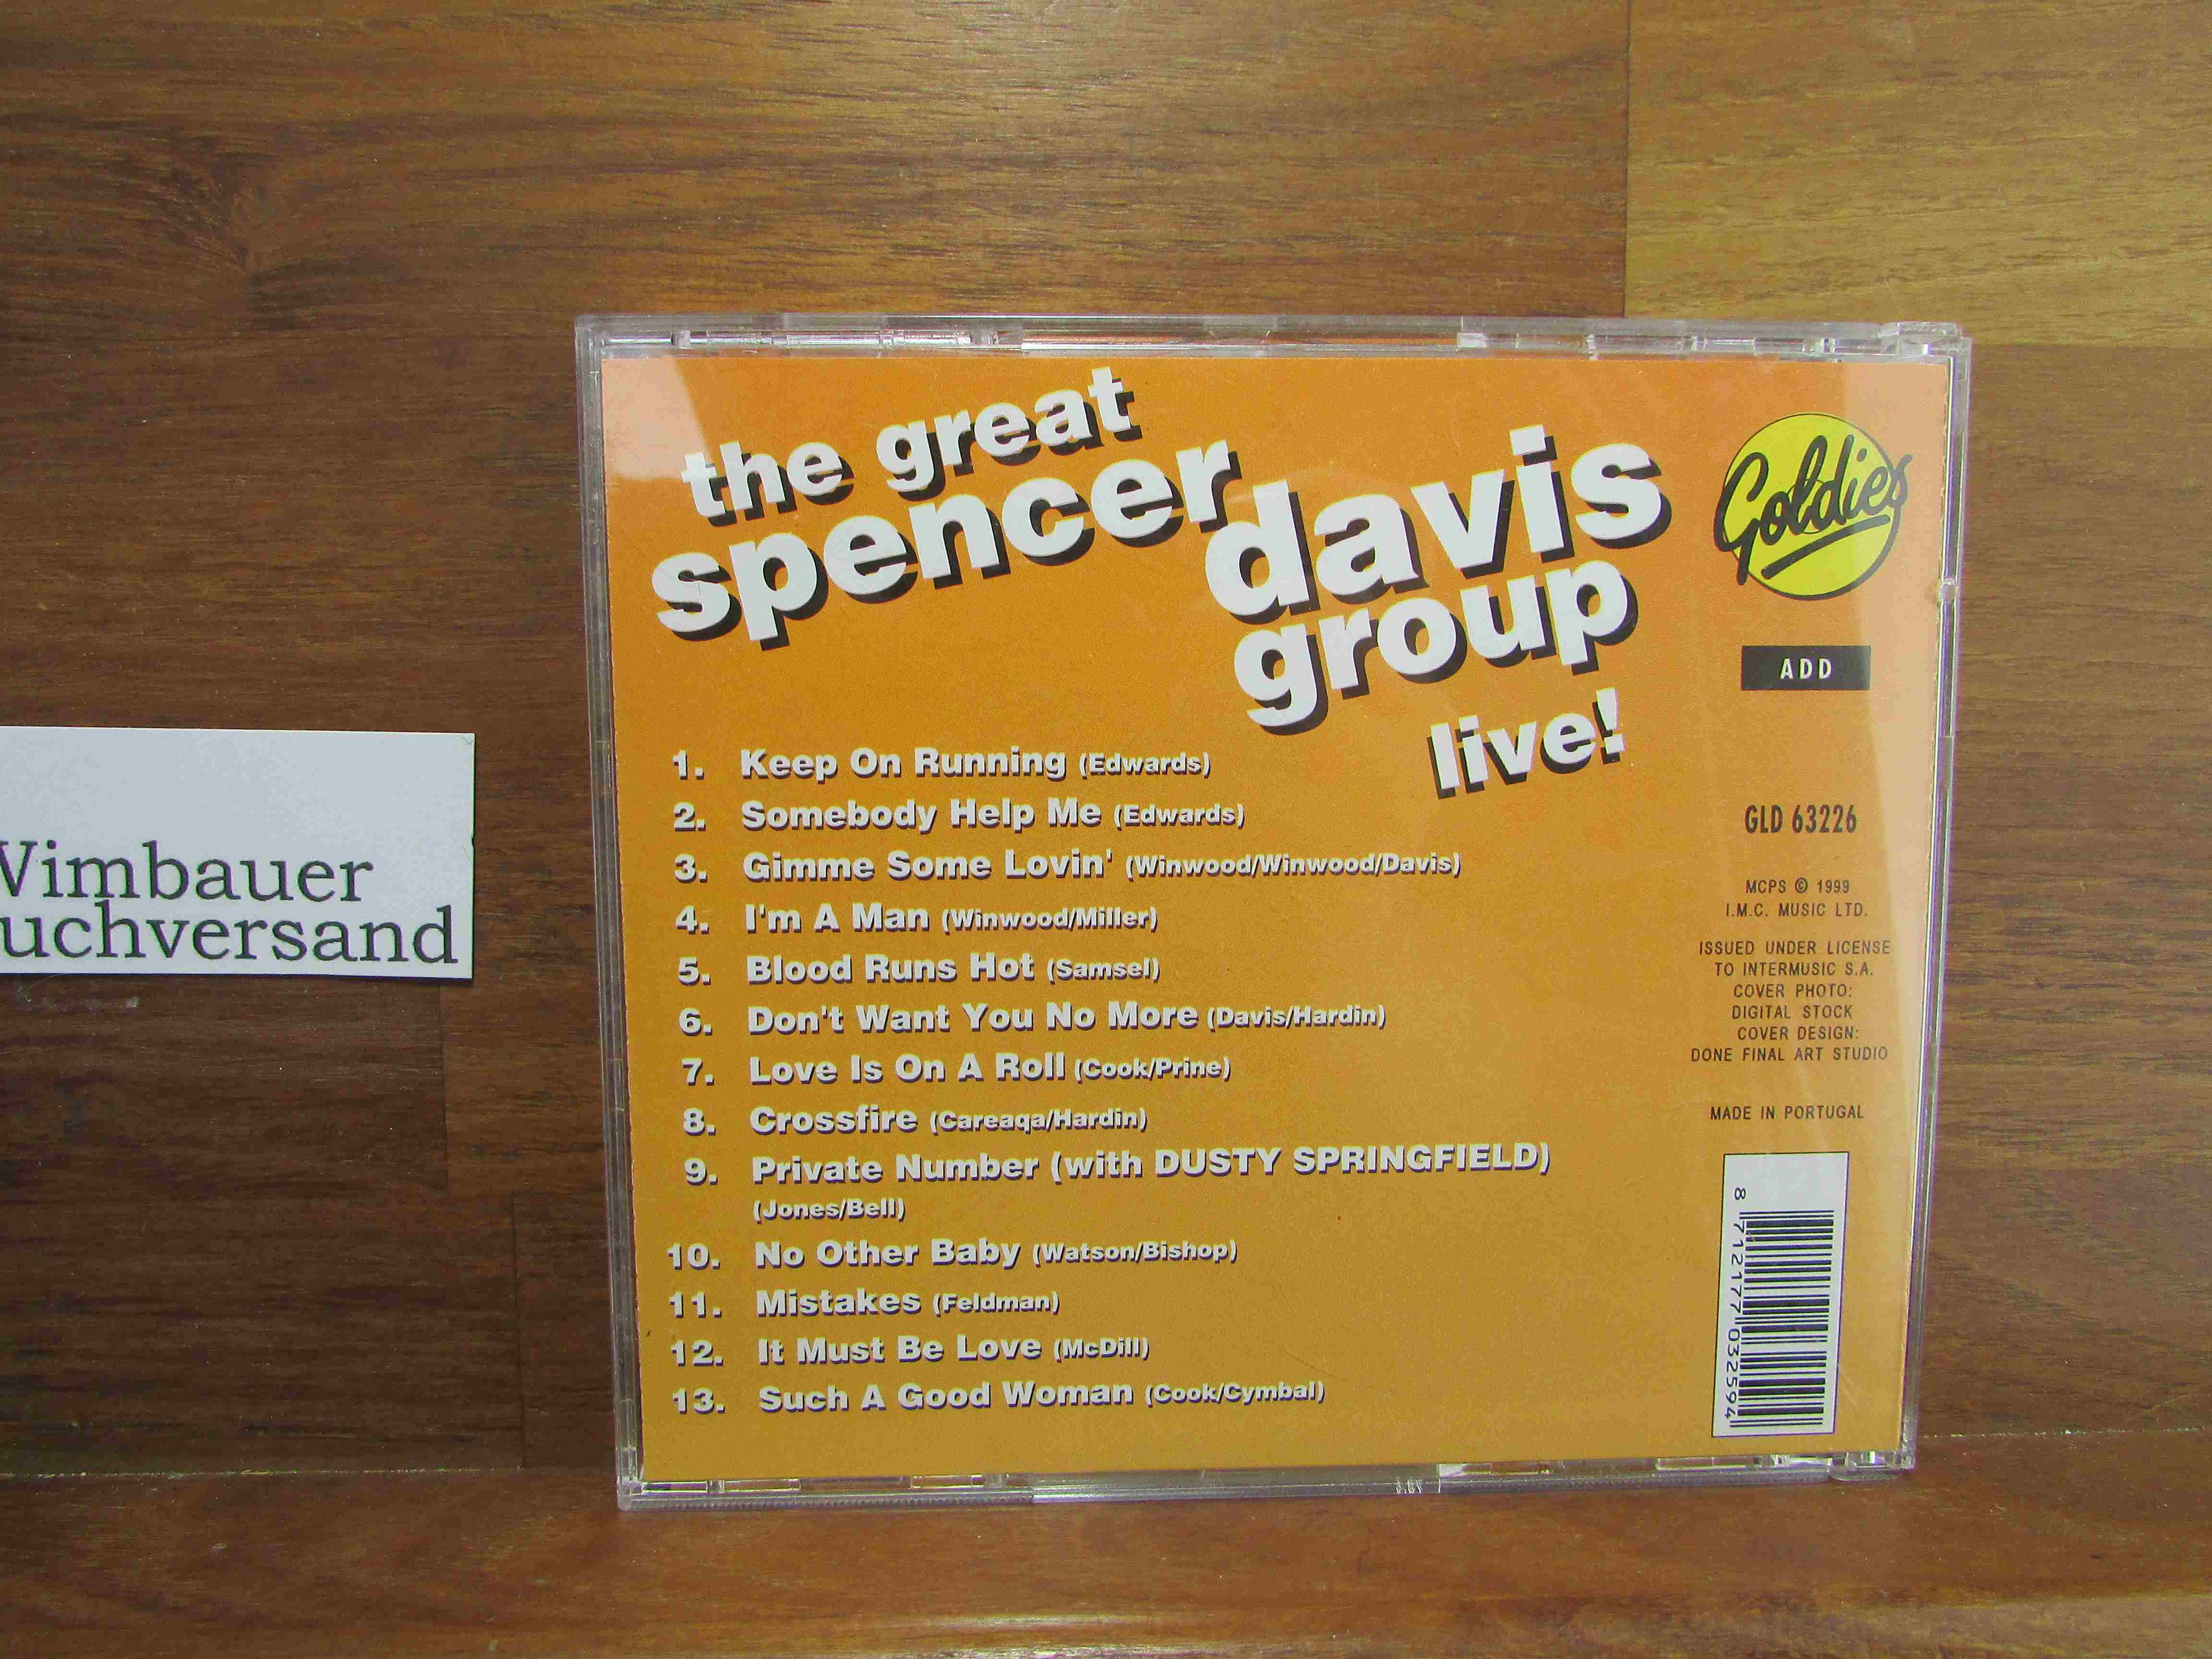 the great
spencer
davis
group
live!
Goldies
ADD
1. Keep On Running (Edwards)
2. Somebody Help Me (Edwards)
3. Gimme Some Lovin' (Winwood/Winwood/Davis)
4. I'm A Man (Winwood/Miller)
5. Blood Runs Hot (Samsel)
6. Don't Want You No More (Davis/Hardin)
7. Love Is On A Roll (Cook/Prine)
8. Crossfire (Careaqa/Hardin)
9. Private Number (with DUSTY SPRINGFIELD)
(Jones/Bell)
10. No Other Baby (Watson/Bishop)
11. Mistakes (Feldman)
12. It Must Be Love (McDill)
13. Such A Good Woman (Cook/Cymbal)
GLD 63226
MCPS © 1999
I.M.C. MUSIC LTD.
ISSUED UNDER LICENSE
TO INTERMUSIC S.A.
COVER PHOTO:
DIGITAL STOCK
COVER DESIGN:
DONE FINAL ART STUDIO
MADE IN PORTUGAL
8 712177 032594
Wimbauer
uchversand